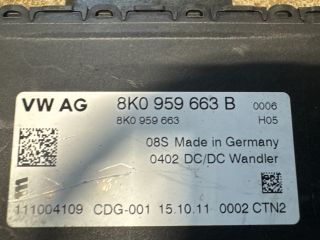 VW AG 8K0 959 663 B 0006
8K0 959 663 H05
08S Made in Germany
0402 DC/DC Wandler
111004109 CDG-001 15.10.11 0002 CTN2